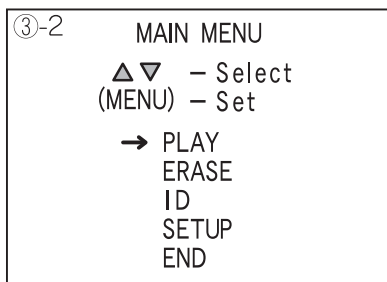 ③-2
MAIN MENU
△▽ – Select
(MENU) – Set
→ PLAY
ERASE
ID
SETUP
END